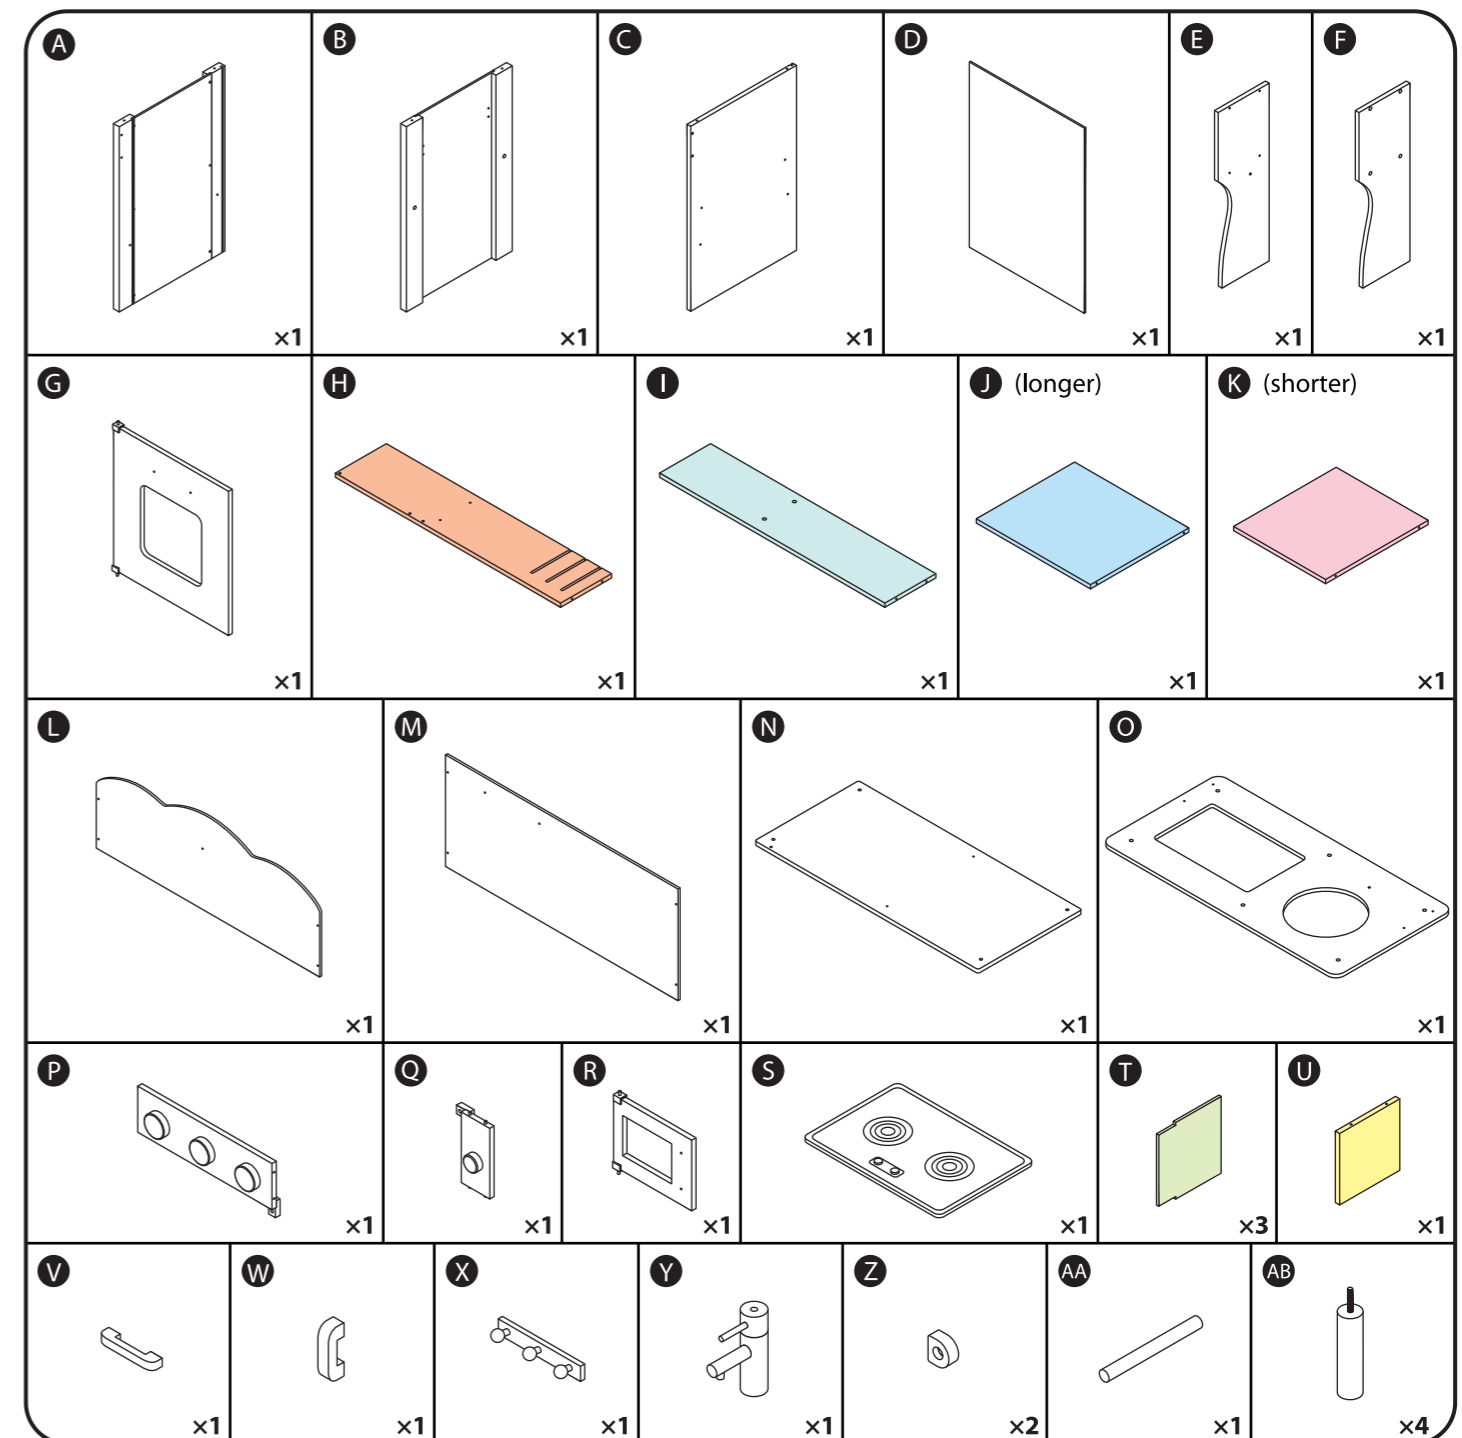 A B C D E F
×1 ×1 ×1 ×1 ×1 ×1
G H I J (longer) K (shorter)
×1 ×1 ×1 ×1 ×1
L M N O
×1 ×1 ×1 ×1
P Q R S T U
×1 ×1 ×1 ×1 ×3 ×1
V W X Y Z AA AB
×1 ×1 ×1 ×1 ×2 ×1 ×4